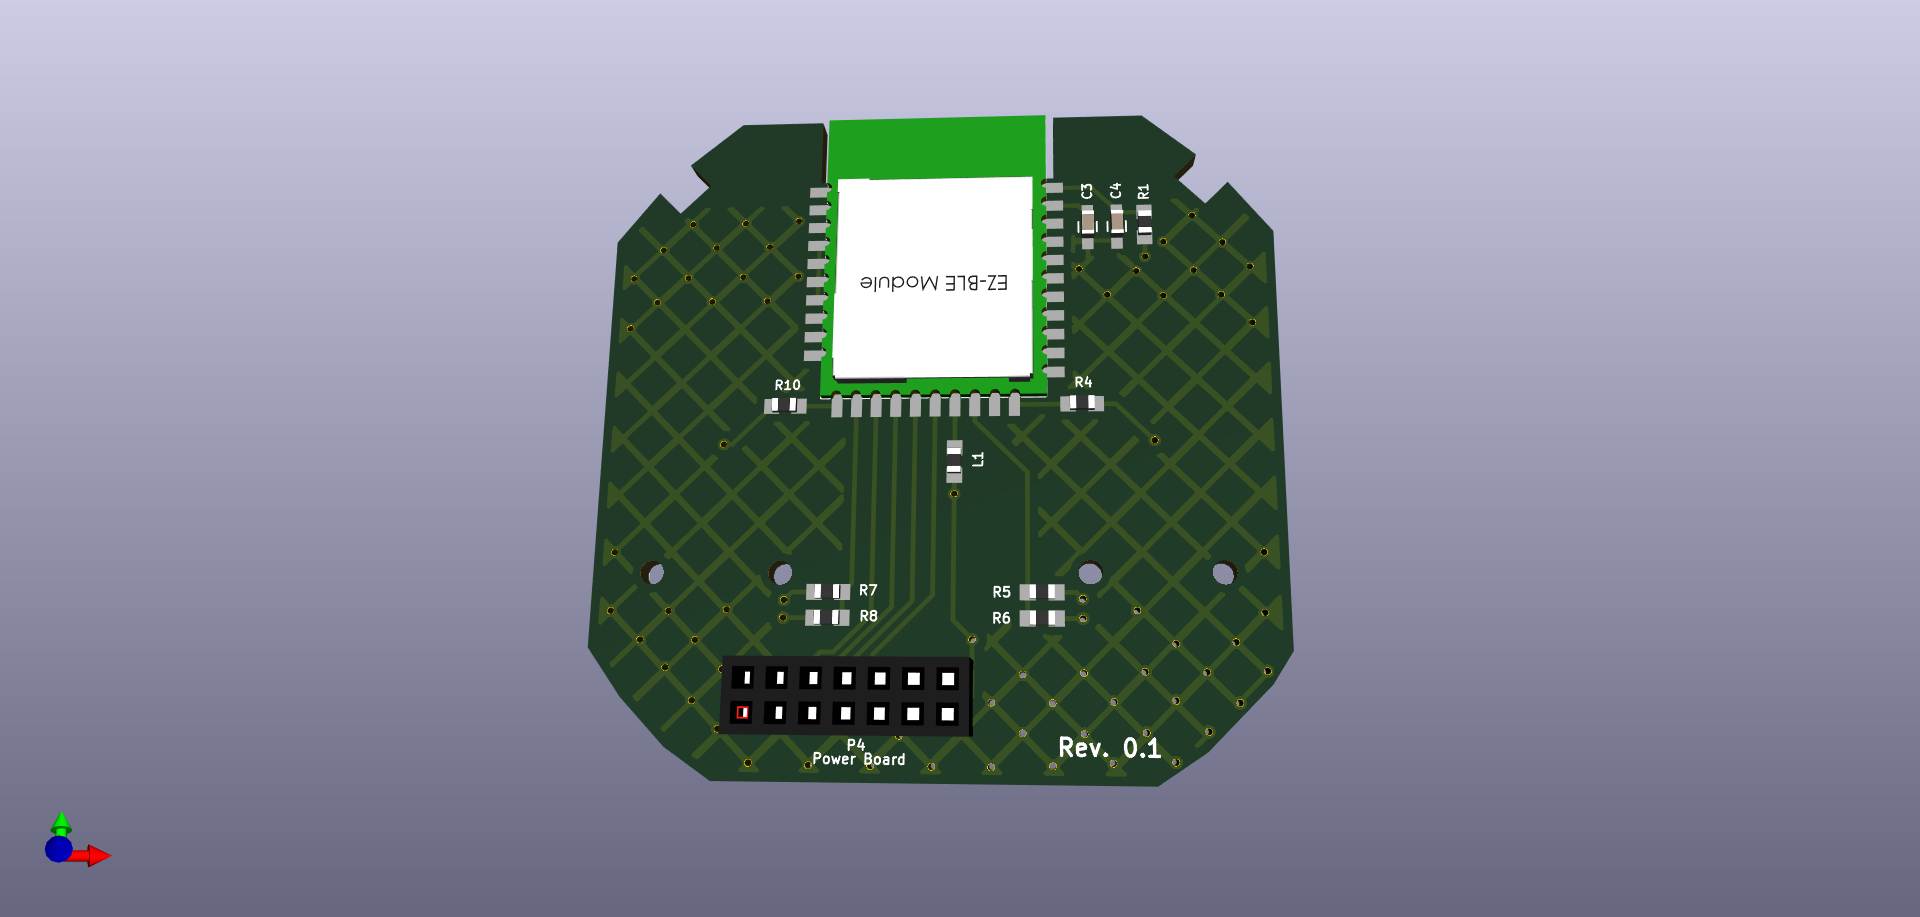 C3
C4
R1
EZ-BLE Module
R10
R4
L1
R7
R5
R8
R6
P4
Power Board
Rev. 0.1